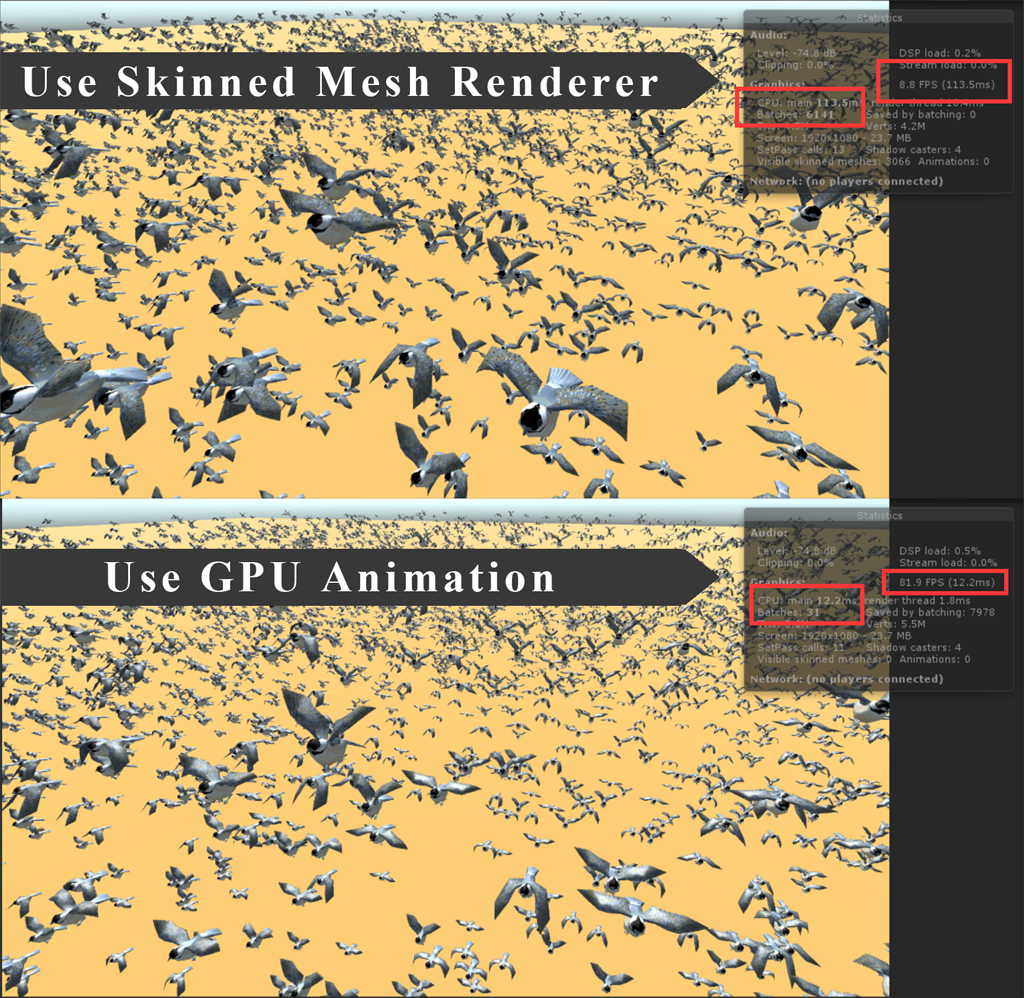 Statistics
Audio:
Level: -74.8 dB DSP load: 0.2%
Clipping: 0.0% Stream load: 0.0%
Use Skinned Mesh Renderer
Graphics: 8.8 FPS (113.5ms)
CPU: main 113.5ms render thread
Batches: 6141 Saved by batching: 0
Verts: 4.2M
Screen: 1920x1080 - 23.7 MB
SetPass calls: 13 Shadow casters: 4
Visible skinned meshes: 3066 Animations: 0
Network: (no players connected)
Statistics
Audio:
Level: -74.8 dB DSP load: 0.5%
Clipping: 0.0% Stream load: 0.0%
Use GPU Animation
Graphics: 81.9 FPS (12.2ms)
CPU: main 12.2ms render thread 1.8ms
Batches: 31 Saved by batching: 7978
Verts: 5.5M
Screen: 1920x1080 - 23.7 MB
SetPass calls: 11 Shadow casters: 4
Visible skinned meshes: 0 Animations: 0
Network: (no players connected)